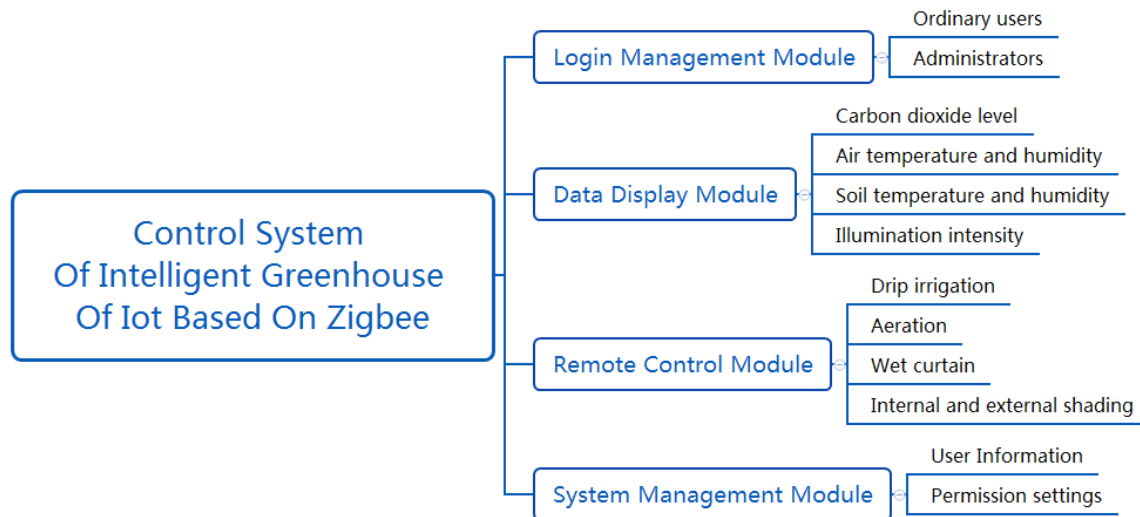 Control System
Of Intelligent Greenhouse
Of Iot Based On Zigbee
Login Management Module
Ordinary users
Administrators
Data Display Module
Carbon dioxide level
Air temperature and humidity
Soil temperature and humidity
Illumination intensity
Remote Control Module
Drip irrigation
Aeration
Wet curtain
Internal and external shading
System Management Module
User Information
Permission settings